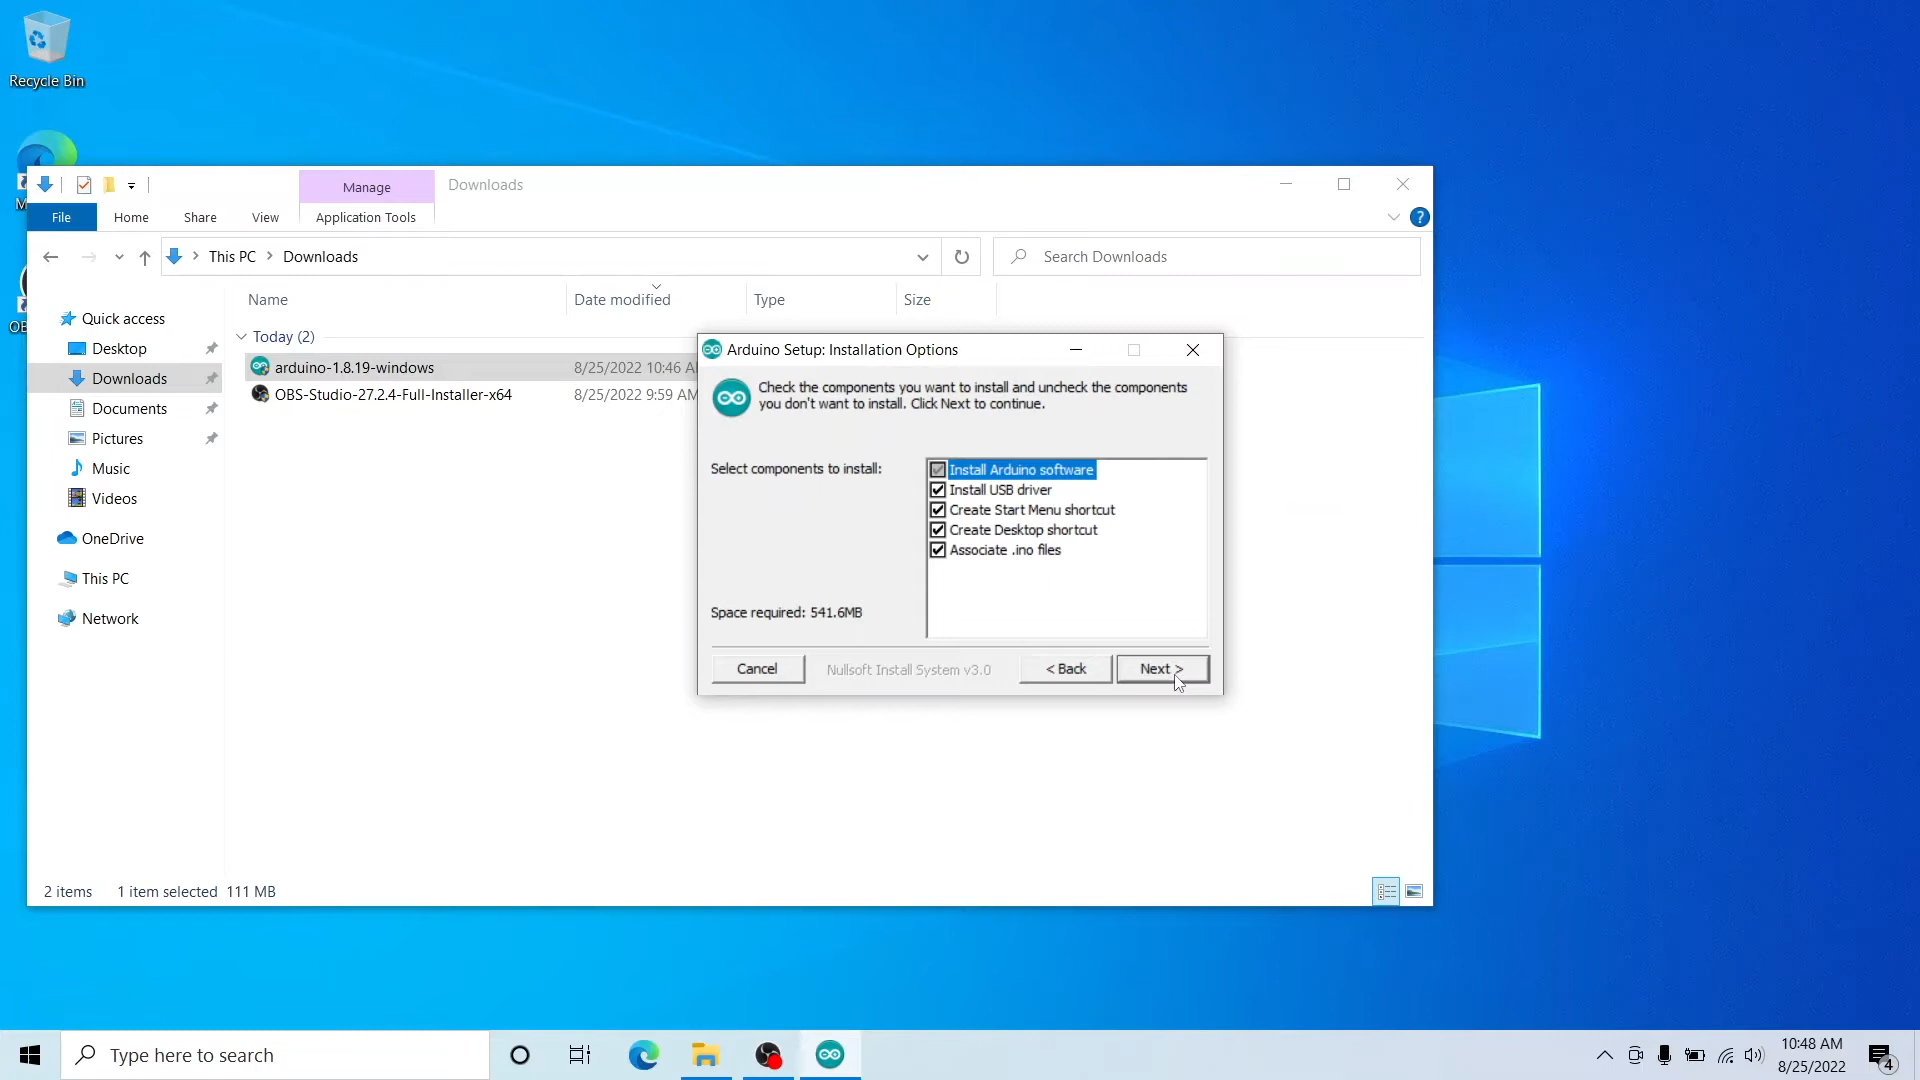 Recycle Bin
Manage
Downloads
File
Home
Share
View
Application Tools
This PC
Downloads
Search Downloads
Name
Date modified
Type
Size
Quick access
Desktop
Downloads
Documents
Pictures
Music
Videos
OneDrive
This PC
Network
Today (2)
arduino-1.8.19-windows
8/25/2022 10:46 A
OBS-Studio-27.2.4-Full-Installer-x64
8/25/2022 9:59 AM
Arduino Setup: Installation Options
Check the components you want to install and uncheck the components
you don't want to install. Click Next to continue.
Select components to install:
Install Arduino software
Install USB driver
Create Start Menu shortcut
Create Desktop shortcut
Associate .ino files
Space required: 541.6MB
Cancel
Nullsoft Install System v3.0
< Back
Next >
2 items
1 item selected
111 MB
Type here to search
10:48 AM
8/25/2022
4